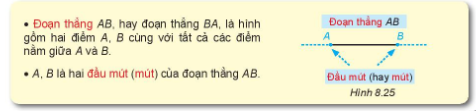 • Đoạn thẳng AB, hay đoạn thẳng BA, là hình
gồm hai điểm A, B cùng với tất cả các điểm
nằm giữa A và B.
• A, B là hai đầu mút (mút) của đoạn thẳng AB.
Đoạn thẳng AB
A B
Đầu mút (hay mút)
Hình 8.25